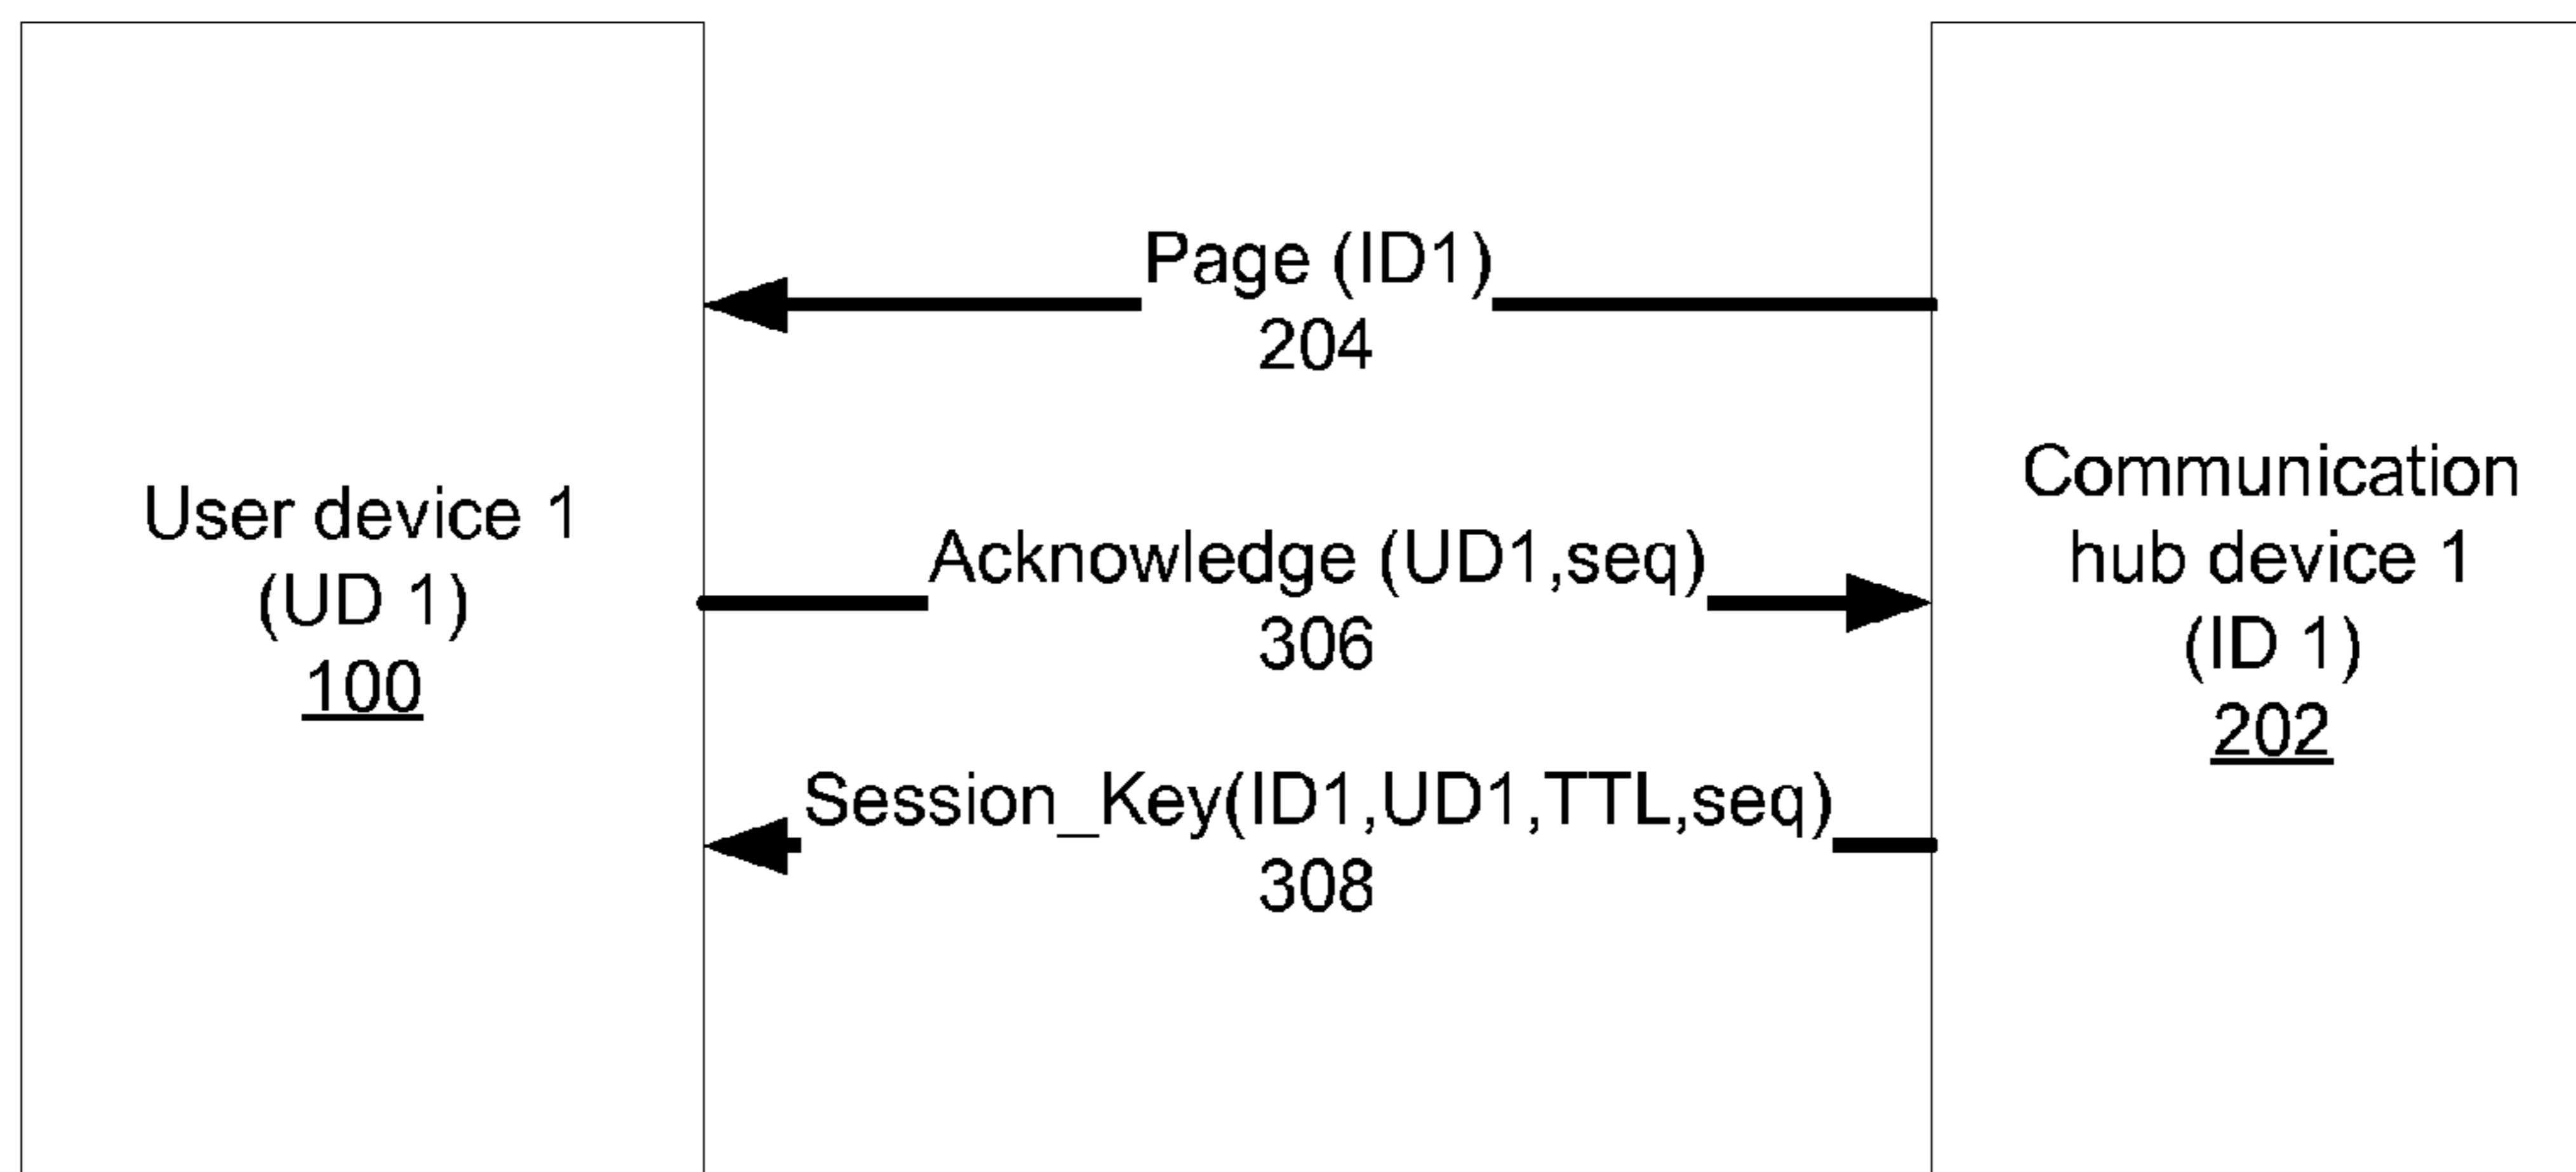 User device 1
(UD 1)
100
Page (ID1)
204
Acknowledge (UD1,seq)
306
Session_Key(ID1,UD1,TTL,seq)
308
Communication
hub device 1
(ID 1)
202